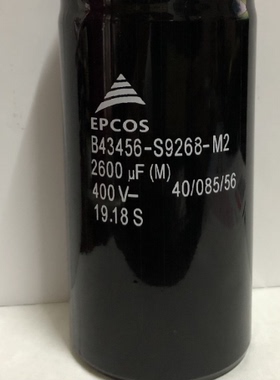 EPCOS
B43456-S9268-M2
2600 µF (M)
400 V- 40/085/56
19.18 S